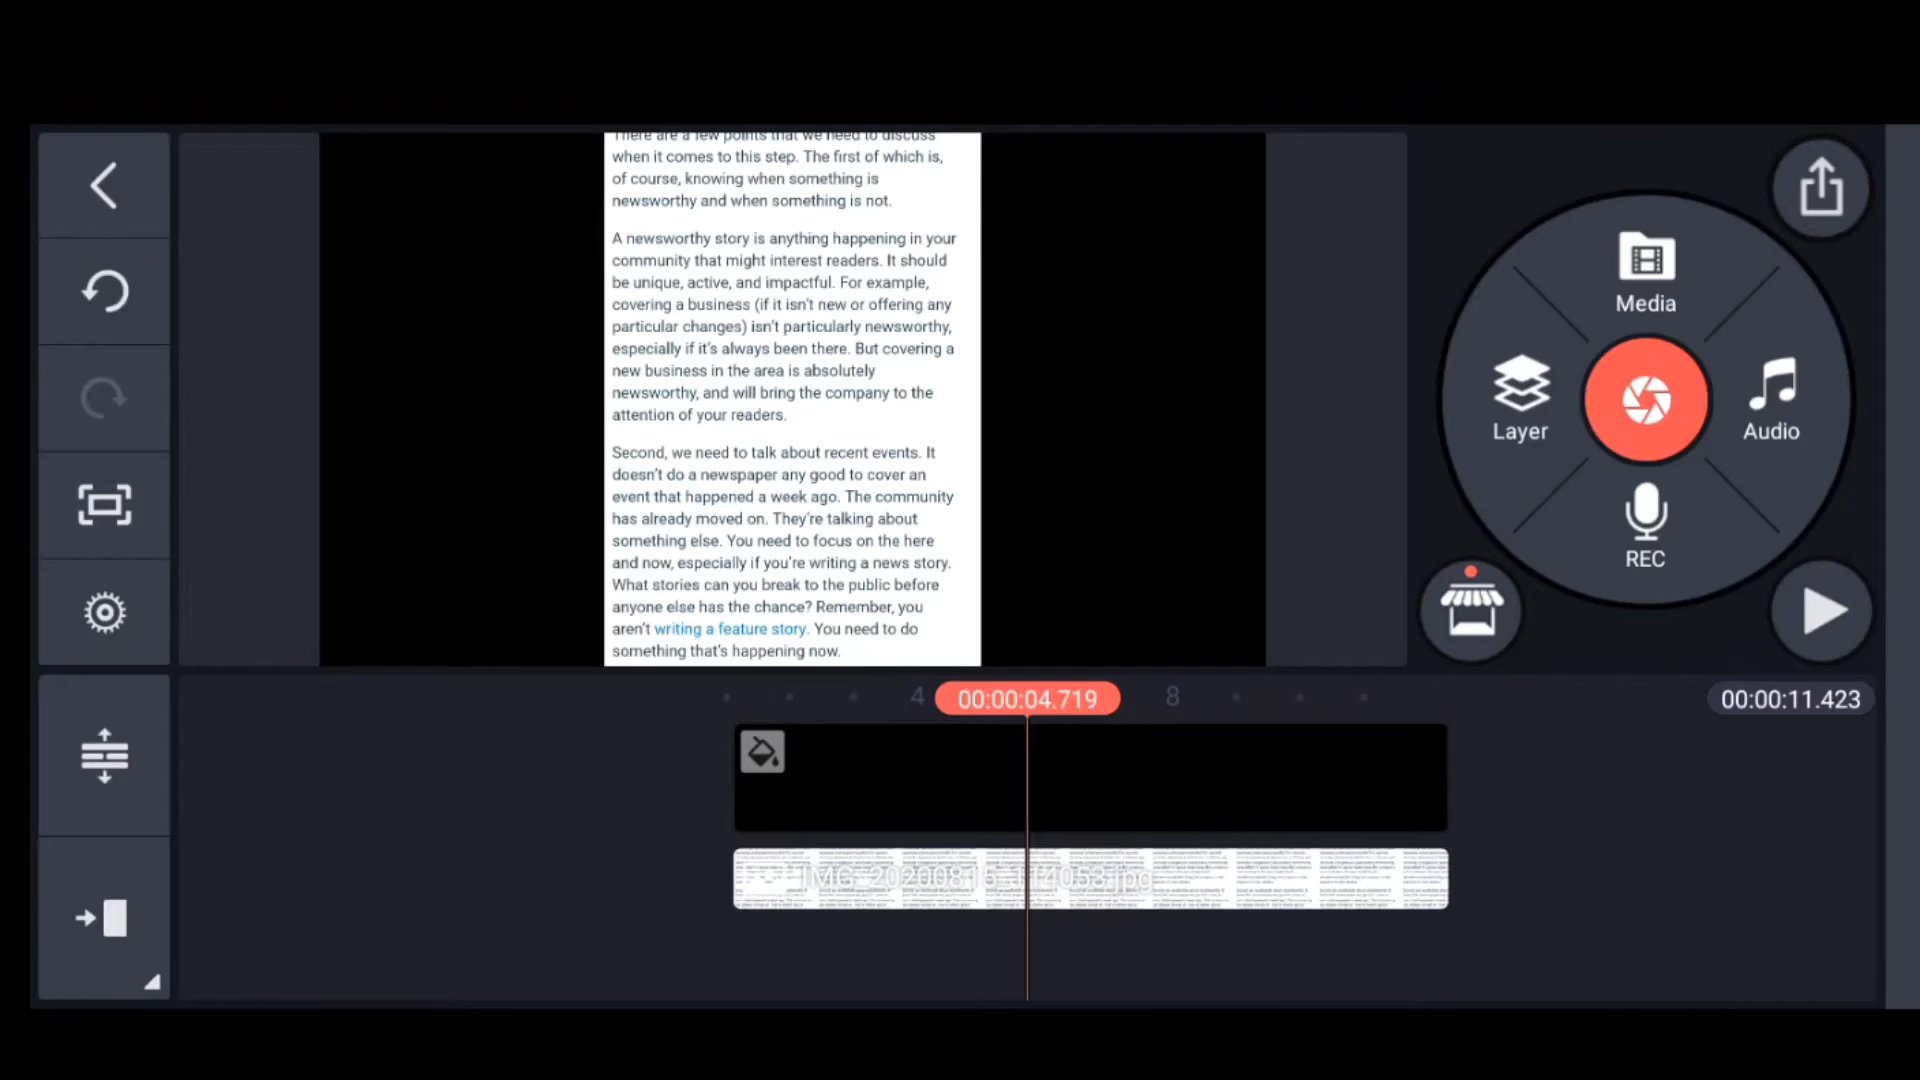 There are a few points that we need to discuss
when it comes to this step. The first of which is,
of course, knowing when something is
newsworthy and when something is not.
A newsworthy story is anything happening in your
community that might interest readers. It should
be unique, active, and impactful. For example,
covering a business (if it isn't new or offering any
particular changes) isn't particularly newsworthy,
especially if it's always been there. But covering a
new business in the area is absolutely
newsworthy, and will bring the company to the
attention of your readers.
Second, we need to talk about recent events. It
doesn't do a newspaper any good to cover an
event that happened a week ago. The community
has already moved on. They're talking about
something else. You need to focus on the here
and now, especially if you're writing a news story.
What stories can you break to the public before
anyone else has the chance? Remember, you
aren't writing a feature story. You need to do
something that's happening now.
Media
Layer
Audio
REC
4
00:00:04.719
8
00:00:11.423